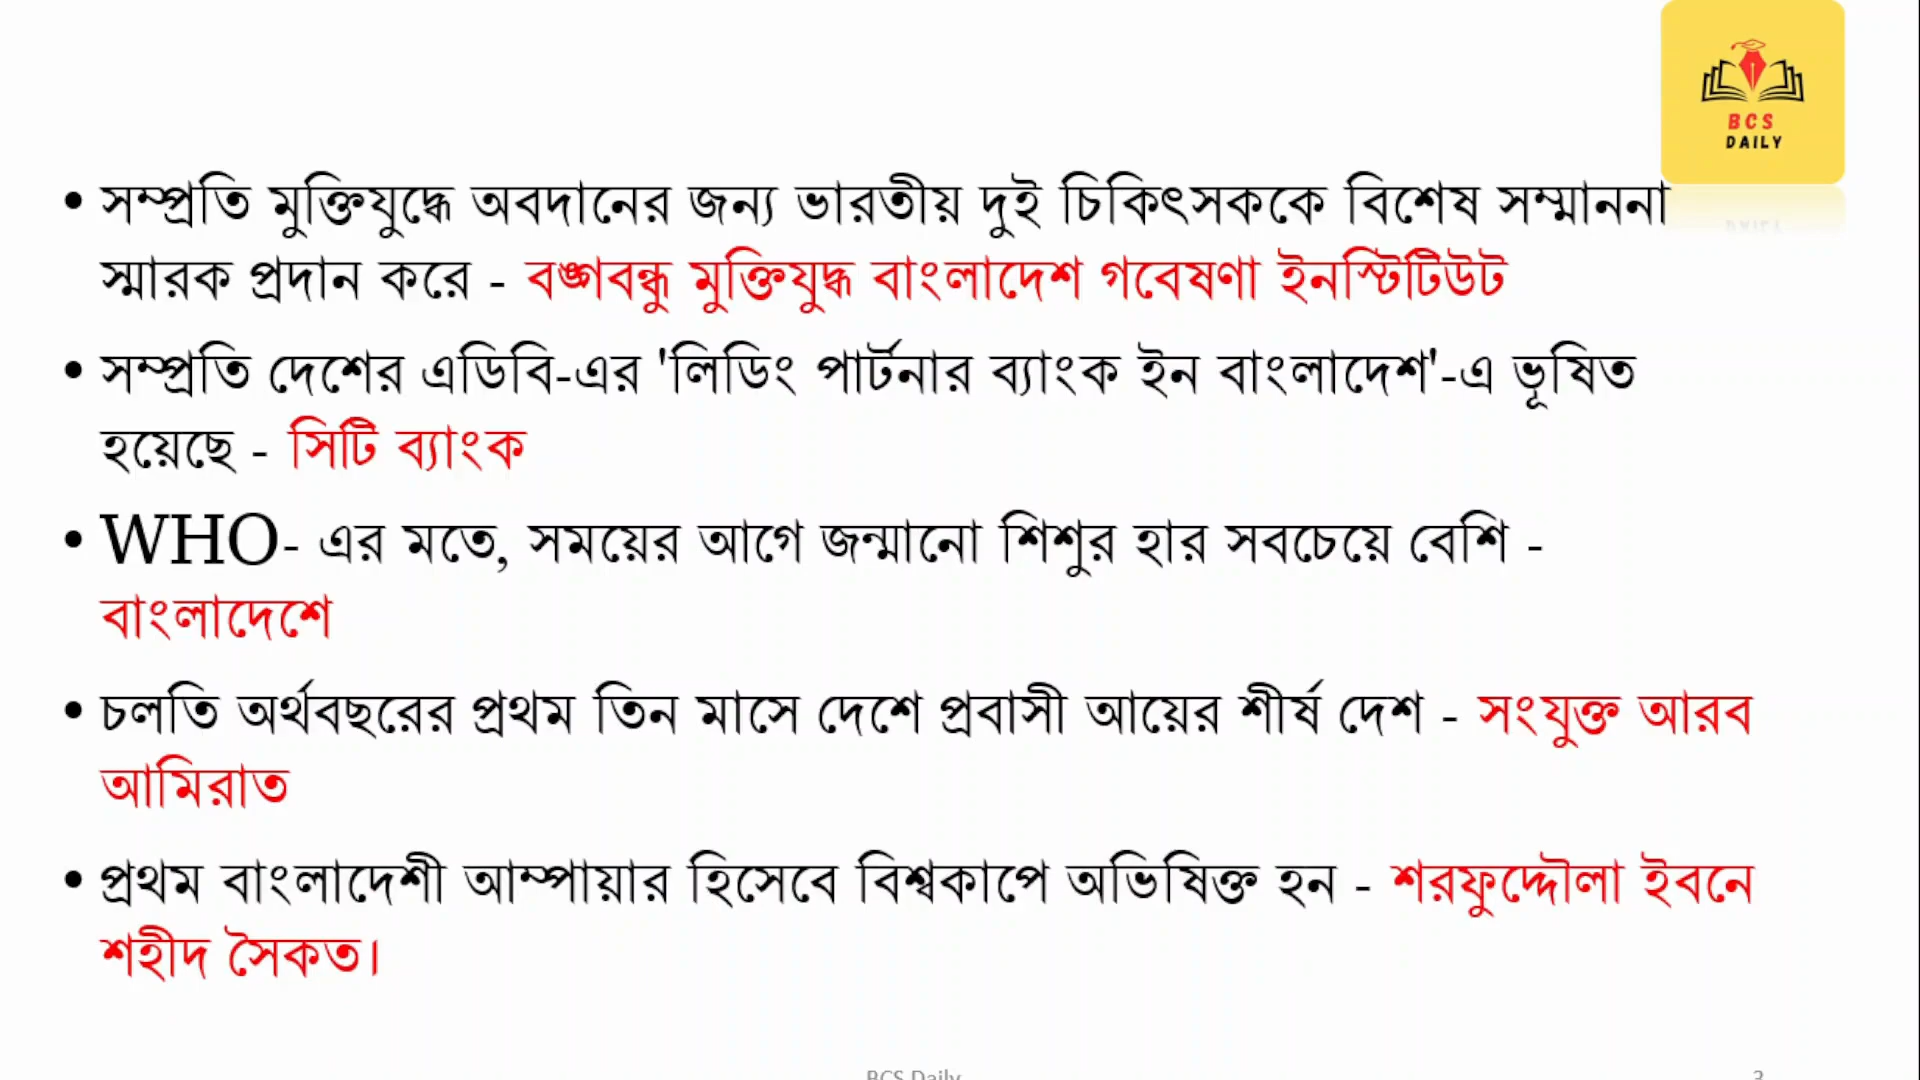 BCS
DAILY
• সম্প্রতি মুক্তিযুদ্ধে অবদানের জন্য ভারতীয় দুই চিকিৎসককে বিশেষ সম্মাননা
স্মারক প্রদান করে - বঙ্গবন্ধু মুক্তিযুদ্ধ বাংলাদেশ গবেষণা ইনস্টিটিউট
• সম্প্রতি দেশের এডিবি-এর 'লিডিং পার্টনার ব্যাংক ইন বাংলাদেশ'-এ ভূষিত
হয়েছে - সিটি ব্যাংক
• WHO- এর মতে, সময়ের আগে জন্মানো শিশুর হার সবচেয়ে বেশি -
বাংলাদেশে
• চলতি অর্থবছরের প্রথম তিন মাসে দেশে প্রবাসী আয়ের শীর্ষ দেশ - সংযুক্ত আরব
আমিরাত
• প্রথম বাংলাদেশী আম্পায়ার হিসেবে বিশ্বকাপে অভিষিক্ত হন - শরফুদ্দৌলা ইবনে
শহীদ সৈকত।
BCS Daily
3